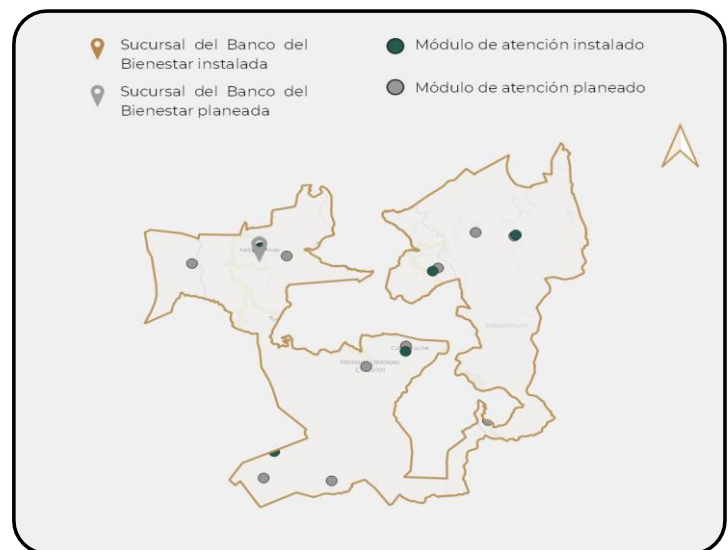 Sucursal del Banco del
Bienestar instalada
Sucursal del Banco del
Bienestar planeada
Módulo de atención instalado
Módulo de atención planeado